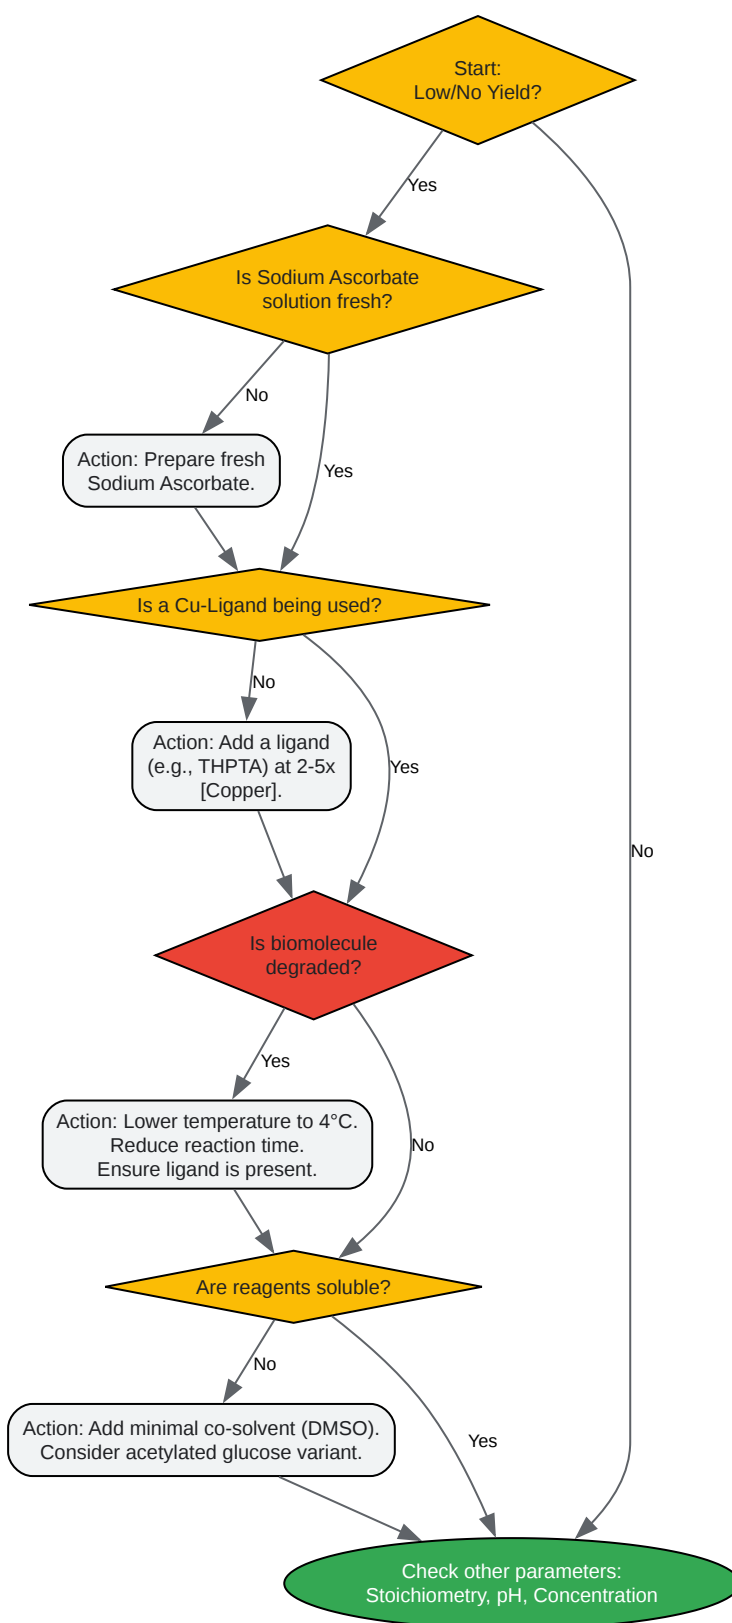 Start:
Low/No Yield?
Yes
Is Sodium Ascorbate
solution fresh?
No
Action: Prepare fresh
Sodium Ascorbate.
Yes
Is a Cu-Ligand being used?
No
Action: Add a ligand
(e.g., THPTA) at 2-5x
[Copper].
Yes
No
Is biomolecule
degraded?
Yes
Action: Lower temperature to 4°C.
Reduce reaction time.
Ensure ligand is present.
No
Are reagents soluble?
No
Action: Add minimal co-solvent (DMSO).
Consider acetylated glucose variant.
Yes
Check other parameters:
Stoichiometry, pH, Concentration